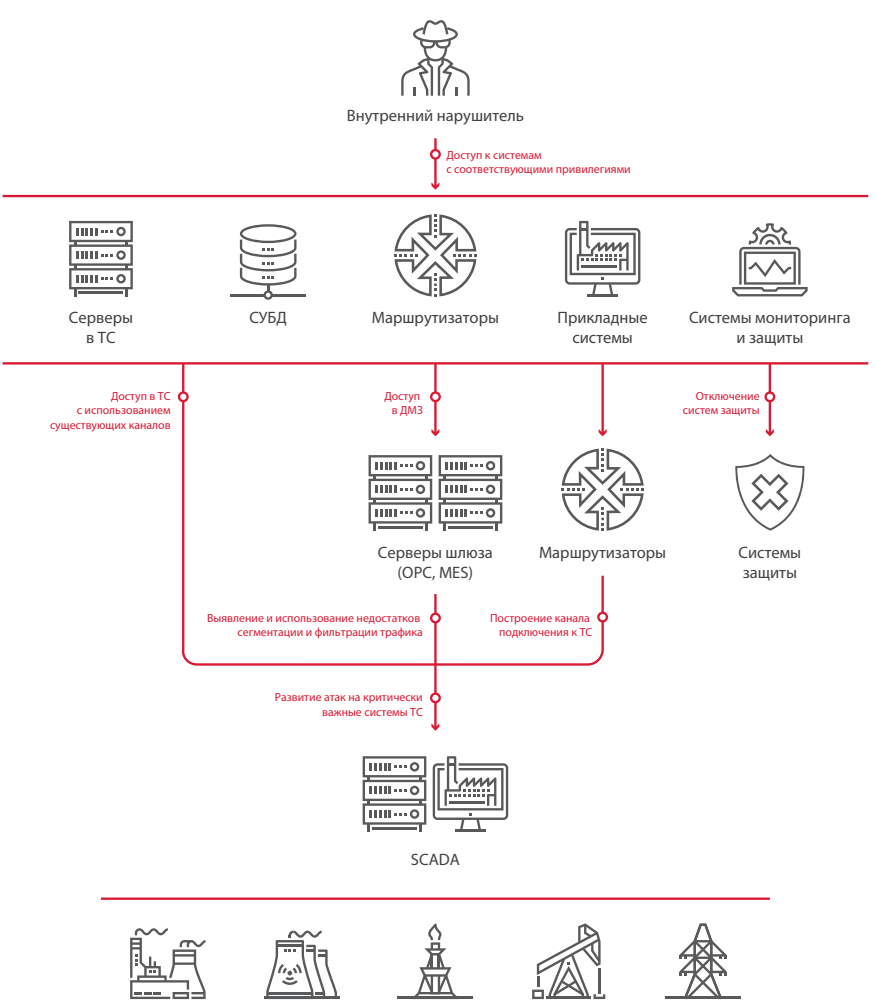 Внутренний нарушитель
Доступ к системам
с соответствующими привилегиями
Серверы
в ТС
СУБД
Маршрутизаторы
Прикладные
системы
Системы мониторинга
и защиты
Доступ в ТС
с использованием
существующих каналов
Доступ
в ДМЗ
Отключение
систем защиты
Серверы шлюза
(OPC, MES)
Маршрутизаторы
Системы
защиты
Выявление и использование недостатков
сегментации и фильтрации трафика
Построение канала
подключения к ТС
Развитие атак на критически
важные системы ТС
SCADA